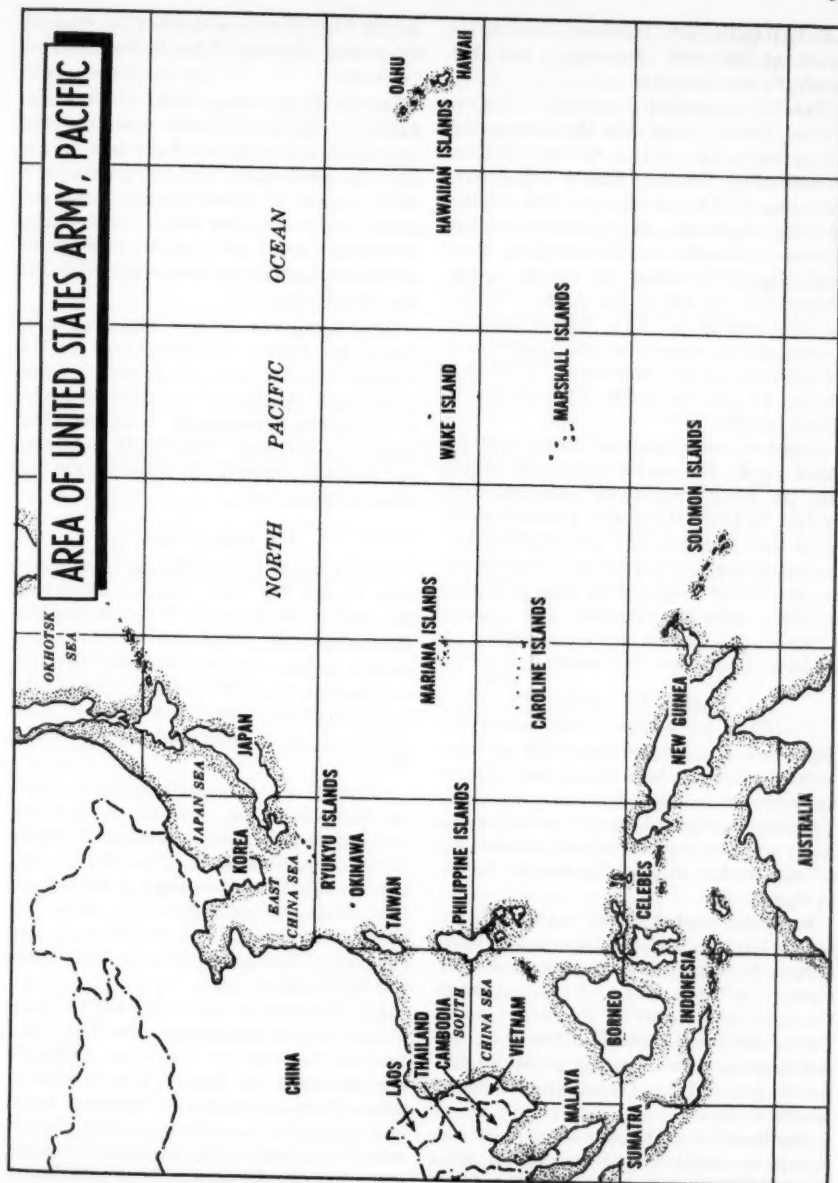 AREA OF UNITED STATES ARMY, PACIFIC
OKHOTSK
SEA
JAPAN SEA
JAPAN
KOREA
EAST
CHINA SEA
CHINA
NORTH
PACIFIC
OCEAN
RYUKYU ISLANDS
OKINAWA
TAIWAN
OAHU
HAWAII
HAWAIIAN ISLANDS
WAKE ISLAND
MARIANA ISLANDS
PHILIPPINE ISLANDS
LAOS
THAILAND
CAMBODIA
SOUTH
CHINA SEA
VIETNAM
MARSHALL ISLANDS
CAROLINE ISLANDS
MALAYA
BORNEO
CELEBES
SUMATRA
INDONESIA
NEW GUINEA
SOLOMON ISLANDS
AUSTRALIA